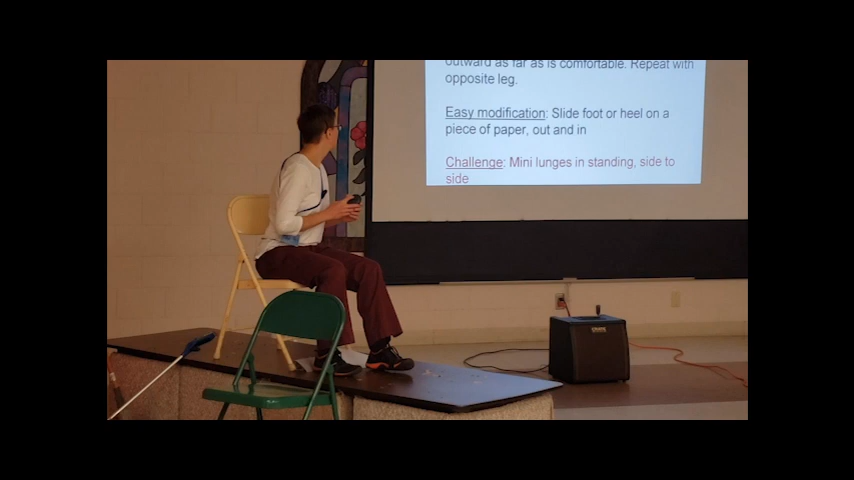 outward as far as is comfortable. Repeat with
opposite leg.
Easy modification: Slide foot or heel on a
piece of paper, out and in
Challenge: Mini lunges in standing, side to
side
CRATE